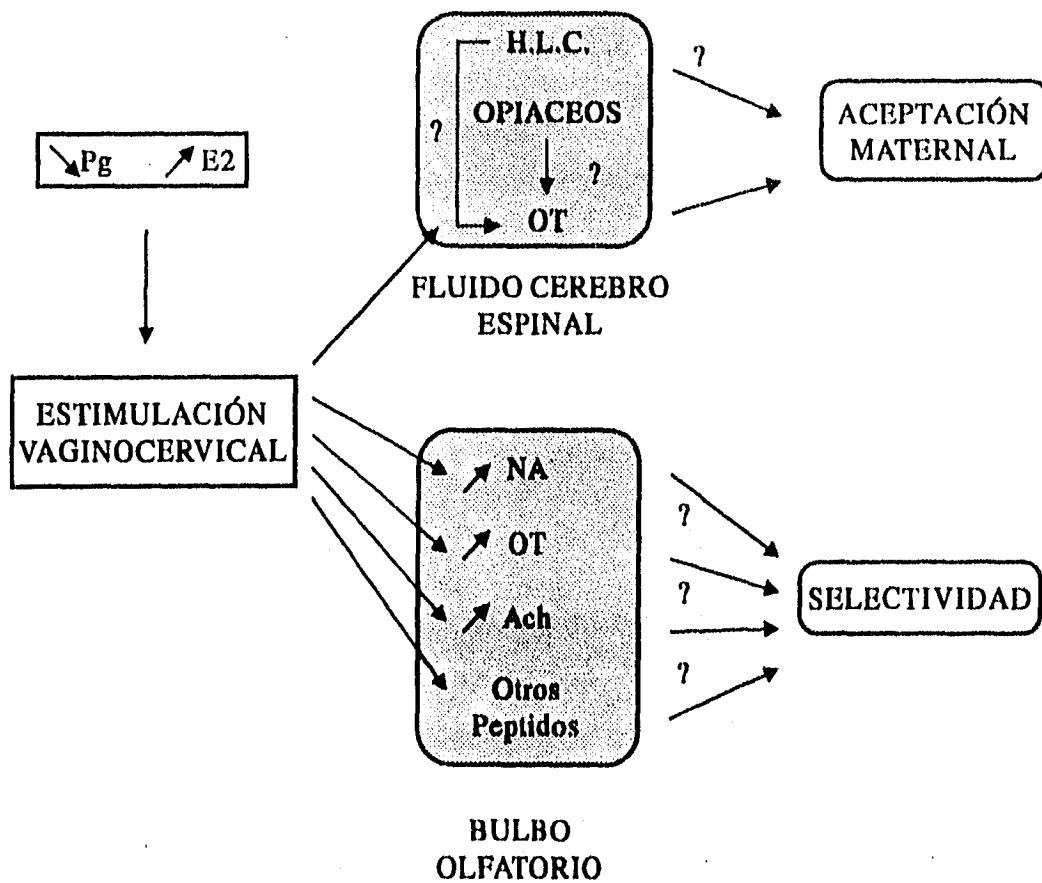 Pg E2
ESTIMULACIÓN
VAGINOCERVICAL
H.L.C.
?
OPIACEOS
?
OT
FLUIDO CEREBRO
ESPINAL
?
ACEPTACIÓN
MATERNAL
NA
OT
Ach
Otros
Peptidos
BULBO
OLFATORIO
?
?
?
SELECTIVIDAD